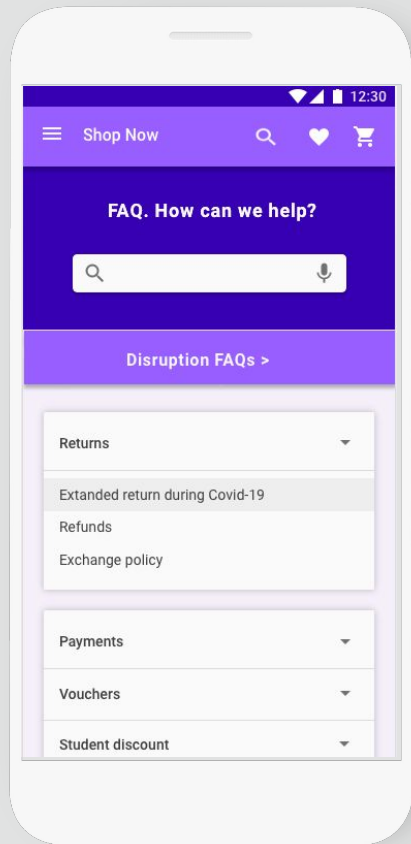 12:30
Shop Now
FAQ. How can we help?
Disruption FAQs >
Returns
Extanded return during Covid-19
Refunds
Exchange policy
Payments
Vouchers
Student discount